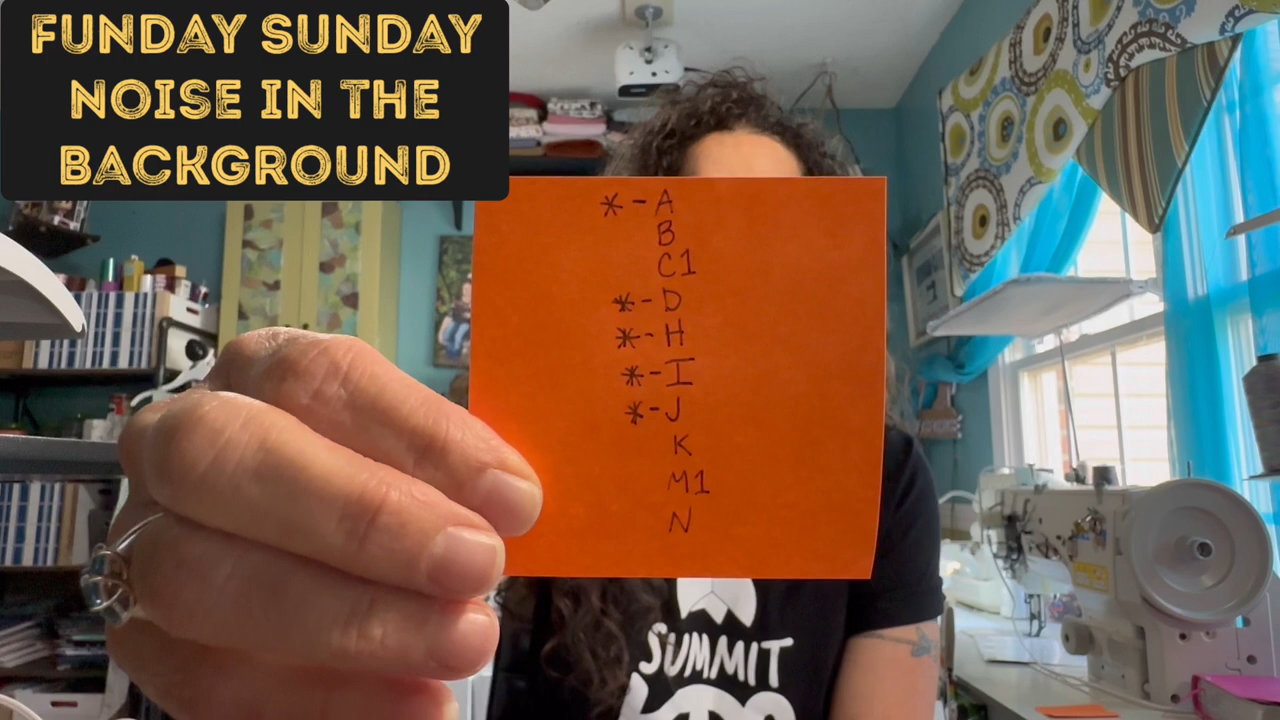 FUNDAY SUNDAY
NOISE IN THE
BACKGROUND
* - A
B
C1
* - D
* - H
* - I
* - J
K
M1
N
SUMMIT